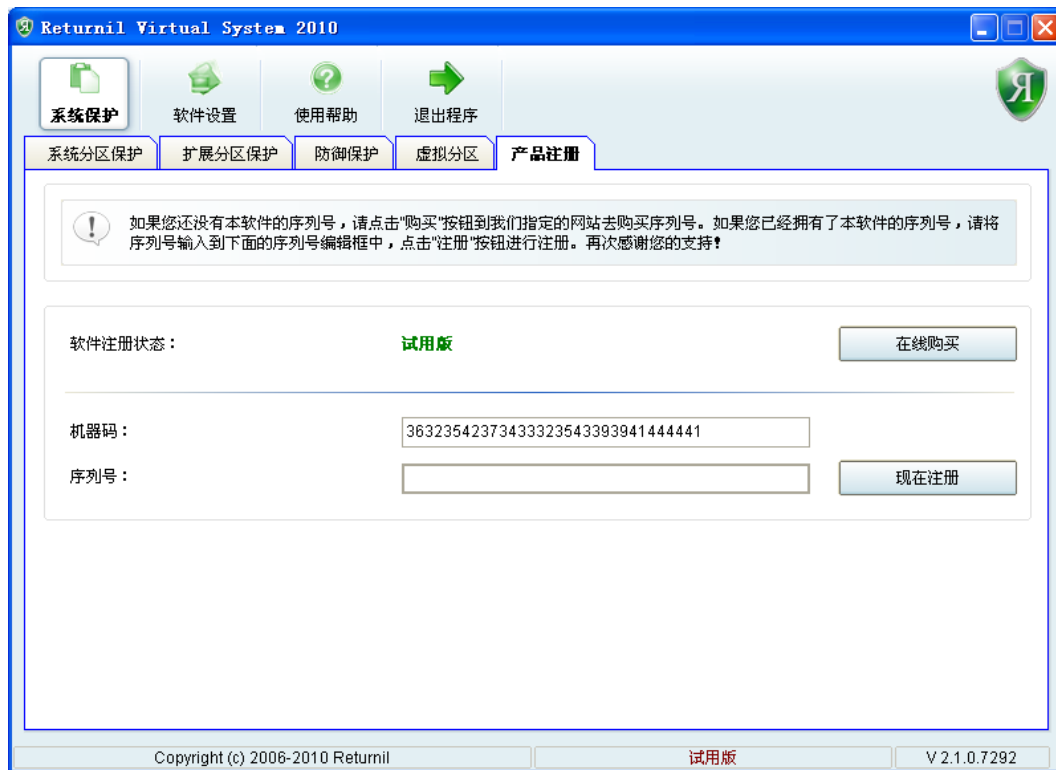 Returnil Virtual System 2010
系统保护 软件设置 使用帮助 退出程序
系统分区保护 扩展分区保护 防御保护 虚拟分区 产品注册
如果您还没有本软件的序列号，请点击"购买"按钮到我们指定的网站去购买序列号。如果您已经拥有了本软件的序列号，请将
序列号输入到下面的序列号编辑框中，点击"注册"按钮进行注册。再次感谢您的支持！
软件注册状态： 试用版 在线购买
机器码： 36323542373433332354339394144441
序列号： 现在注册
Copyright (c) 2006-2010 Returnil 试用版 V 2.1.0.7292